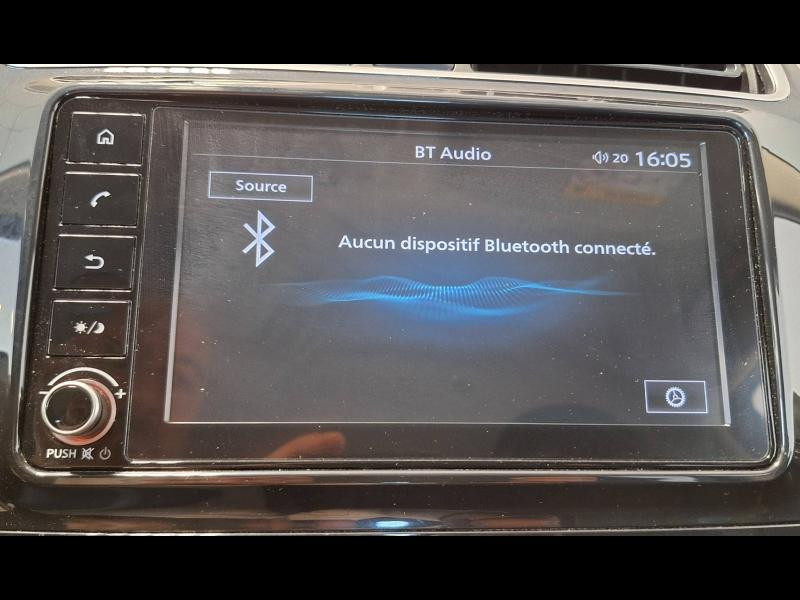 BT Audio
20 16:05
Source
Aucun dispositif Bluetooth connecté.
PUSH